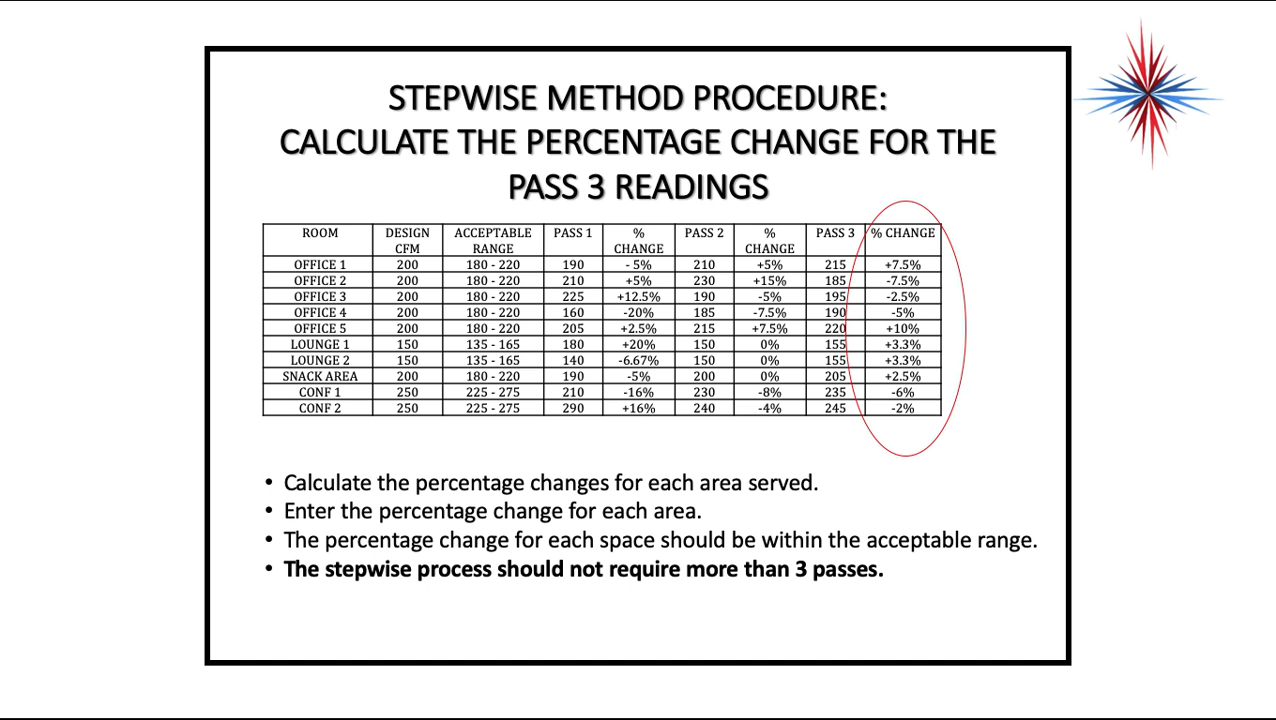 STEPWISE METHOD PROCEDURE:
CALCULATE THE PERCENTAGE CHANGE FOR THE
PASS 3 READINGS
ROOM DESIGN CFM ACCEPTABLE RANGE PASS 1 % CHANGE PASS 2 % CHANGE PASS 3 % CHANGE
OFFICE 1 200 180 - 220 190 - 5% 210 +5% 215 +7.5%
OFFICE 2 200 180 - 220 210 +5% 230 +15% 185 -7.5%
OFFICE 3 200 180 - 220 225 +12.5% 190 -5% 195 -2.5%
OFFICE 4 200 180 - 220 160 -20% 185 -7.5% 190 -5%
OFFICE 5 200 180 - 220 205 +2.5% 215 +7.5% 220 +10%
LOUNGE 1 150 135 - 165 180 +20% 150 0% 155 +3.3%
LOUNGE 2 150 135 - 165 140 -6.67% 150 0% 155 +3.3%
SNACK AREA 200 180 - 220 190 -5% 200 0% 205 +2.5%
CONF 1 250 225 - 275 210 -16% 230 -8% 235 -6%
CONF 2 250 225 - 275 290 +16% 240 -4% 245 -2%
• Calculate the percentage changes for each area served.
• Enter the percentage change for each area.
• The percentage change for each space should be within the acceptable range.
• The stepwise process should not require more than 3 passes.